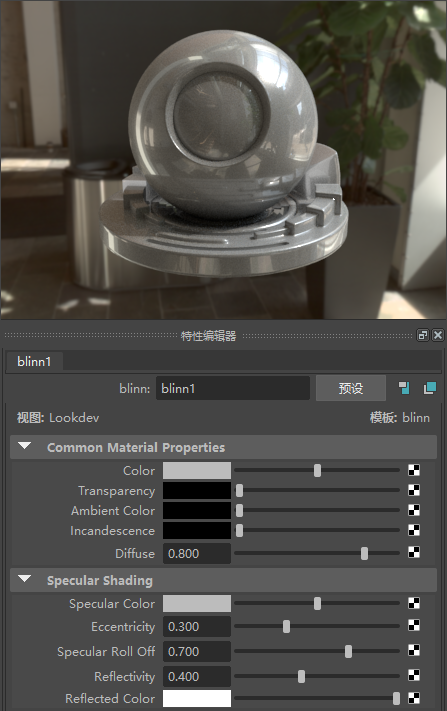 特性编辑器
blinn1
blinn: blinn1 预设
视图: Lookdev 模板: blinn
Common Material Properties
Color
Transparency
Ambient Color
Incandescence
Diffuse 0.800
Specular Shading
Specular Color
Eccentricity 0.300
Specular Roll Off 0.700
Reflectivity 0.400
Reflected Color